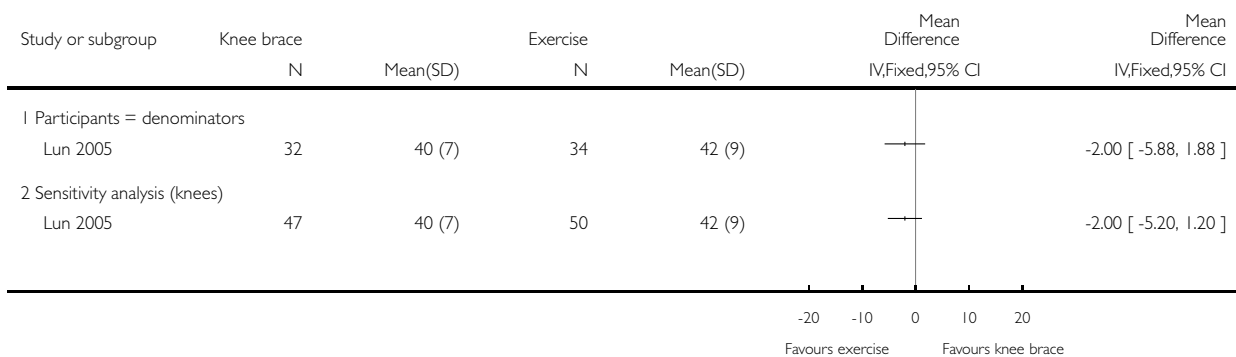 Study or subgroup Knee brace Exercise Mean Difference Mean Difference
N Mean(SD) N Mean(SD) IV,Fixed,95% CI IV,Fixed,95% CI
1 Participants = denominators
Lun 2005 32 40 (7) 34 42 (9) -2.00 [ -5.88, 1.88 ]
2 Sensitivity analysis (knees)
Lun 2005 47 40 (7) 50 42 (9) -2.00 [ -5.20, 1.20 ]
-20 -10 0 10 20
Favours exercise Favours knee brace